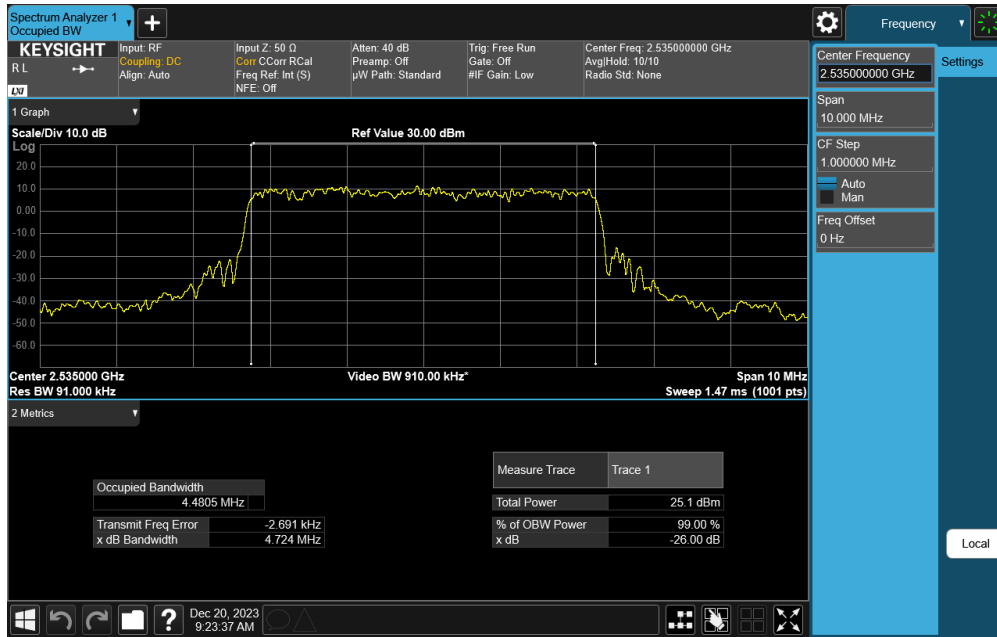 Spectrum Analyzer 1
Occupied BW
Frequency
KEYSIGHT
R L
LXI
Input: RF
Coupling: DC
Align: Auto
Input Z: 50 Ω
Corr CCorr RCal
Freq Ref: Int (S)
NFE: Off
Atten: 40 dB
Preamp: Off
µW Path: Standard
Trig: Free Run
Gate: Off
#IF Gain: Low
Center Freq: 2.535000000 GHz
Avg|Hold: 10/10
Radio Std: None
Center Frequency
2.535000000 GHz
Settings
Span
10.000 MHz
CF Step
1.000000 MHz
Auto
Man
Freq Offset
0 Hz
1 Graph
Scale/Div 10.0 dB
Ref Value 30.00 dBm
Log
20.0
10.0
0.00
-10.0
-20.0
-30.0
-40.0
-50.0
-60.0
Center 2.535000 GHz
Video BW 910.00 kHz*
Span 10 MHz
Res BW 91.000 kHz
Sweep 1.47 ms (1001 pts)
2 Metrics
Measure Trace
Trace 1
Occupied Bandwidth
4.4805 MHz
Total Power
25.1 dBm
Transmit Freq Error
-2.691 kHz
% of OBW Power
99.00 %
x dB Bandwidth
4.724 MHz
x dB
-26.00 dB
Local
?
Dec 20, 2023
9:23:37 AM